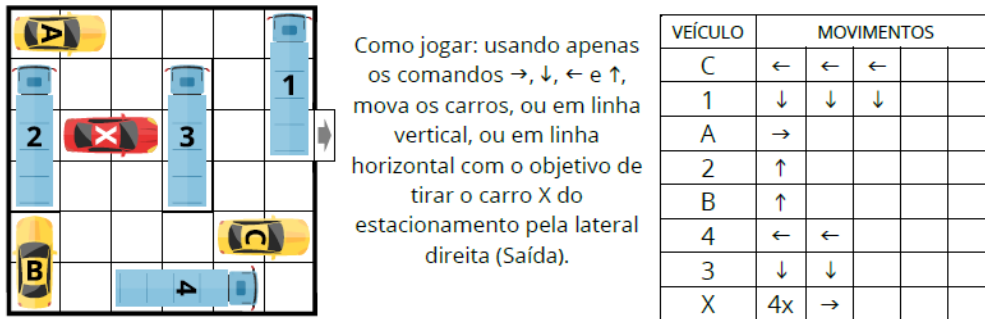 A
1
2
X
3
C
B
4
Como jogar: usando apenas
os comandos →, ↓, ← e ↑,
mova os carros, ou em linha
vertical, ou em linha
horizontal com o objetivo de
tirar o carro X do
estacionamento pela lateral
direita (Saída).
VEÍCULO MOVIMENTOS
C ← ← ←
1 ↓ ↓ ↓
A →
2 ↑
B ↑
4 ← ←
3 ↓ ↓
X 4x →